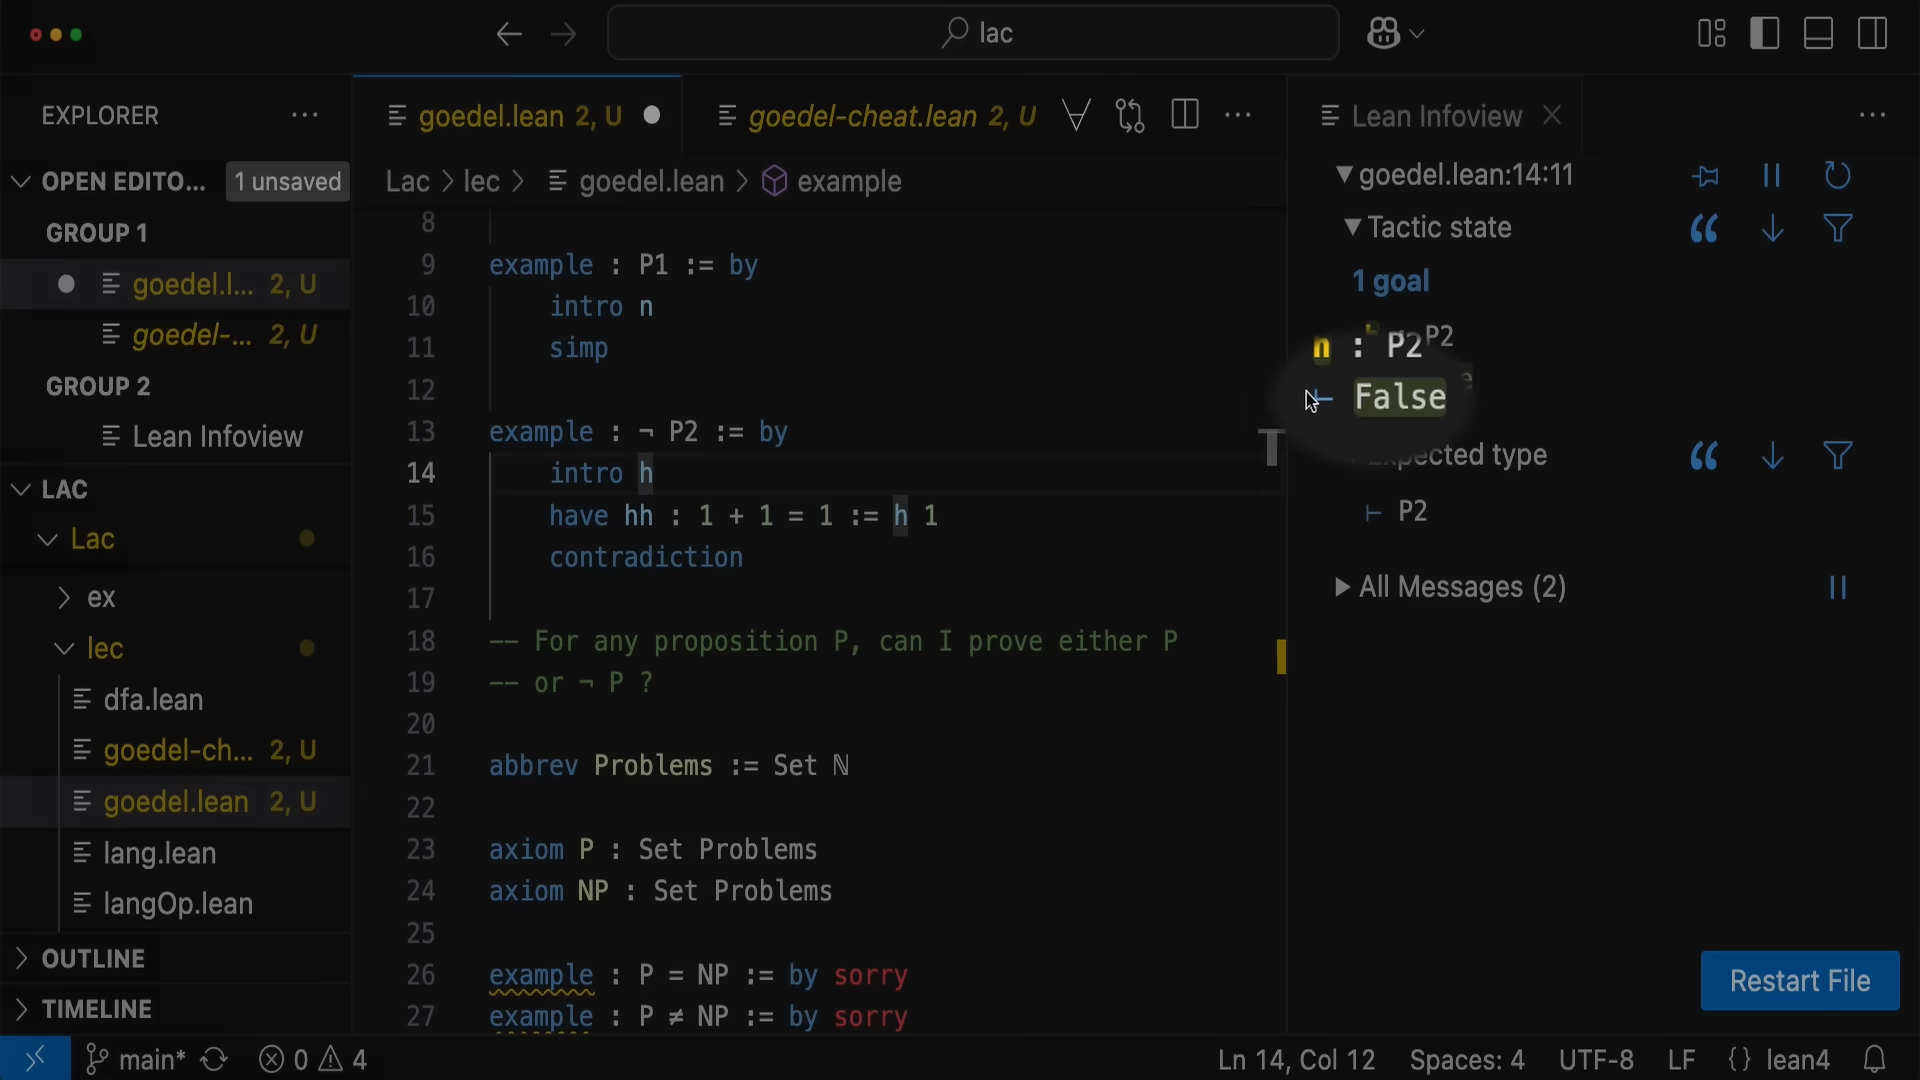 lac
EXPLORER
OPEN EDITO... 1 unsaved
GROUP 1
goedel.l... 2, U
goedel-... 2, U
GROUP 2
Lean Infoview
LAC
Lac
ex
lec
dfa.lean
goedel-ch... 2, U
goedel.lean 2, U
lang.lean
langOp.lean
OUTLINE
TIMELINE
goedel.lean 2, U
goedel-cheat.lean 2, U
Lac > lec > goedel.lean > example
8
9 example : P1 := by
10 intro n
11 simp
12
13 example : ¬ P2 := by
14 intro h
15 have hh : 1 + 1 = 1 := h 1
16 contradiction
17
18 -- For any proposition P, can I prove either P
19 -- or ¬ P ?
20
21 abbrev Problems := Set ℕ
22
23 axiom P : Set Problems
24 axiom NP : Set Problems
25
26 example : P = NP := by sorry
27 example : P ≠ NP := by sorry
Lean Infoview
goedel.lean:14:11
Tactic state
1 goal
: P2
⊢ False
Expected type
⊢ P2
All Messages (2)
Restart File
main* 0 4
Ln 14, Col 12 Spaces: 4 UTF-8 LF {} lean4